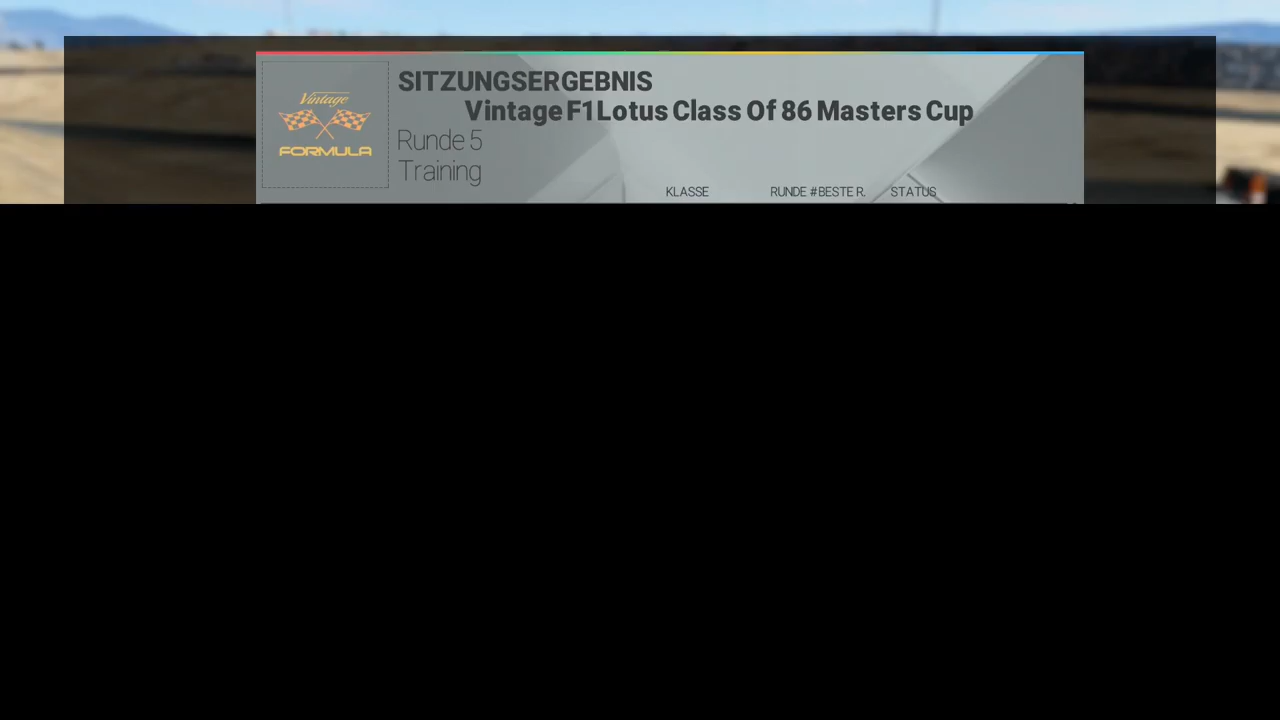 Vintage
FORMULA
SITZUNGSERGEBNIS
Vintage F1 Lotus Class Of 86 Masters Cup
Runde 5
Training
KLASSE RUNDE # BESTE R. STATUS